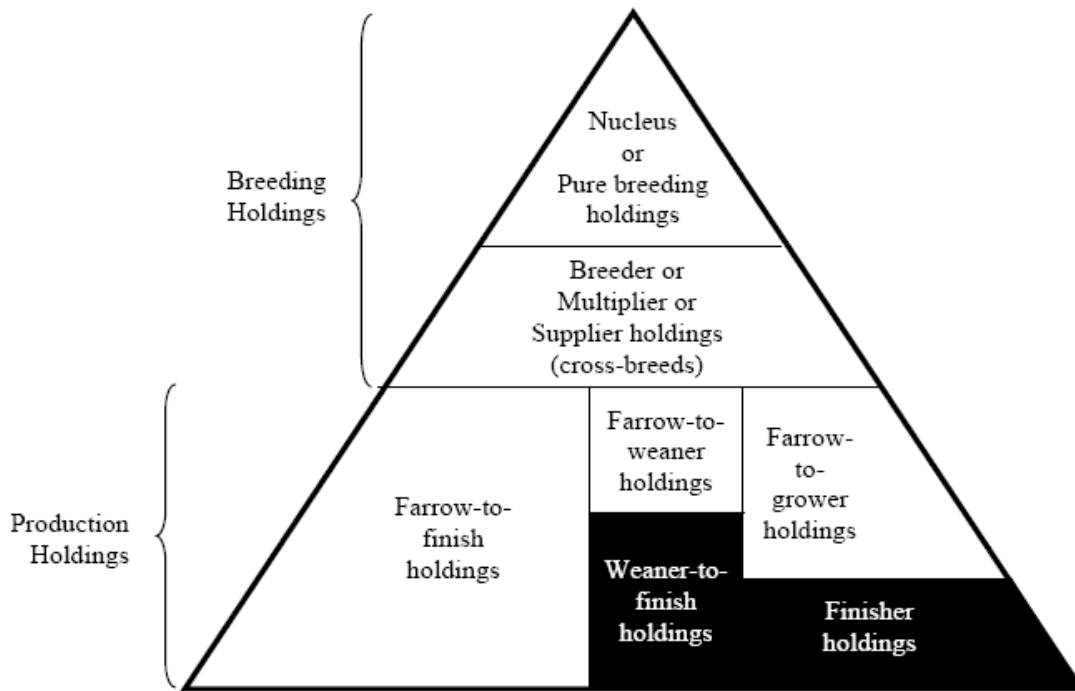 Nucleus
or
Pure breeding
holdings
Breeding
Holdings
Breeder or
Multiplier or
Supplier holdings
(cross-breeds)
Production
Holdings
Farrow-to-
finish
holdings
Farrow-to-
weaner
holdings
Farrow-
to-
grower
holdings
Weaner-to-
finish
holdings
Finisher
holdings